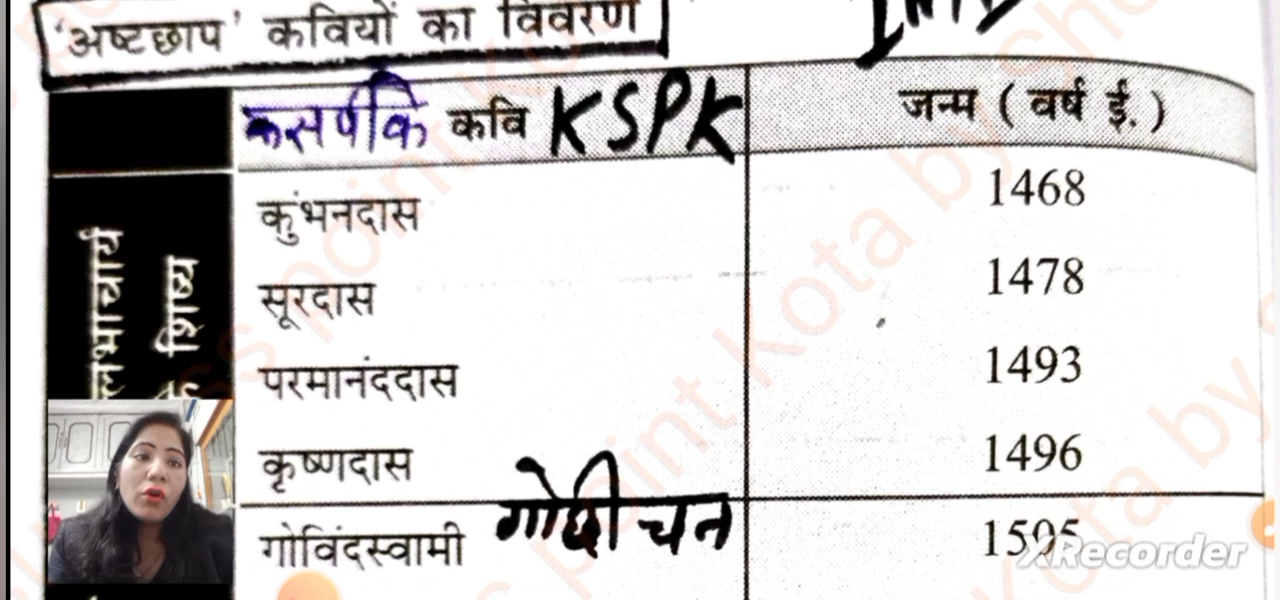 'अष्टछाप' कवियों का विवरण
कसपकि कवि KSPK जन्म (वर्ष ई.)
कुंभनदास 1468
सूरदास 1478
परमानंददास 1493
कृष्णदास 1496
गोछी चन
गोविंदस्वामी 1505
शिष्य
XRecorder